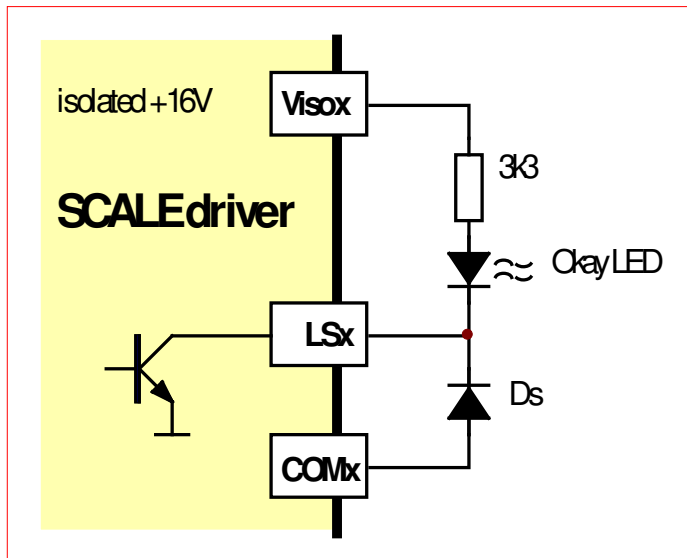 isolated +16V
Visox
3k3
SCALE driver
Okay LED
LSx
Ds
COMx